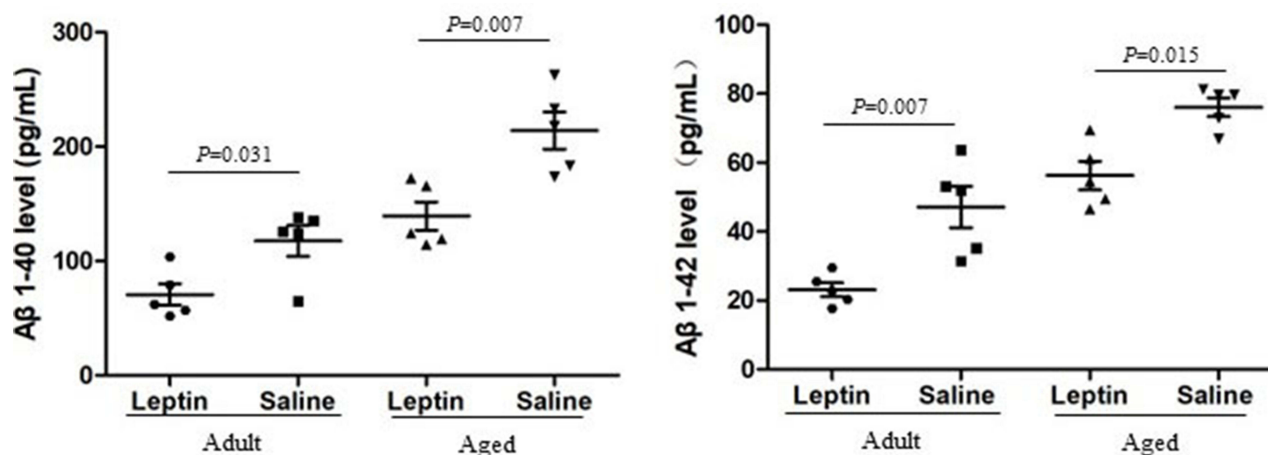 Aβ 1-40 level (pg/mL)
300
200
100
0
P=0.031
P=0.007
Leptin Saline Leptin Saline
Adult Aged
Aβ 1-42 level （pg/mL）
100
80
60
40
20
0
P=0.007
P=0.015
Leptin Saline Leptin Saline
Adult Aged